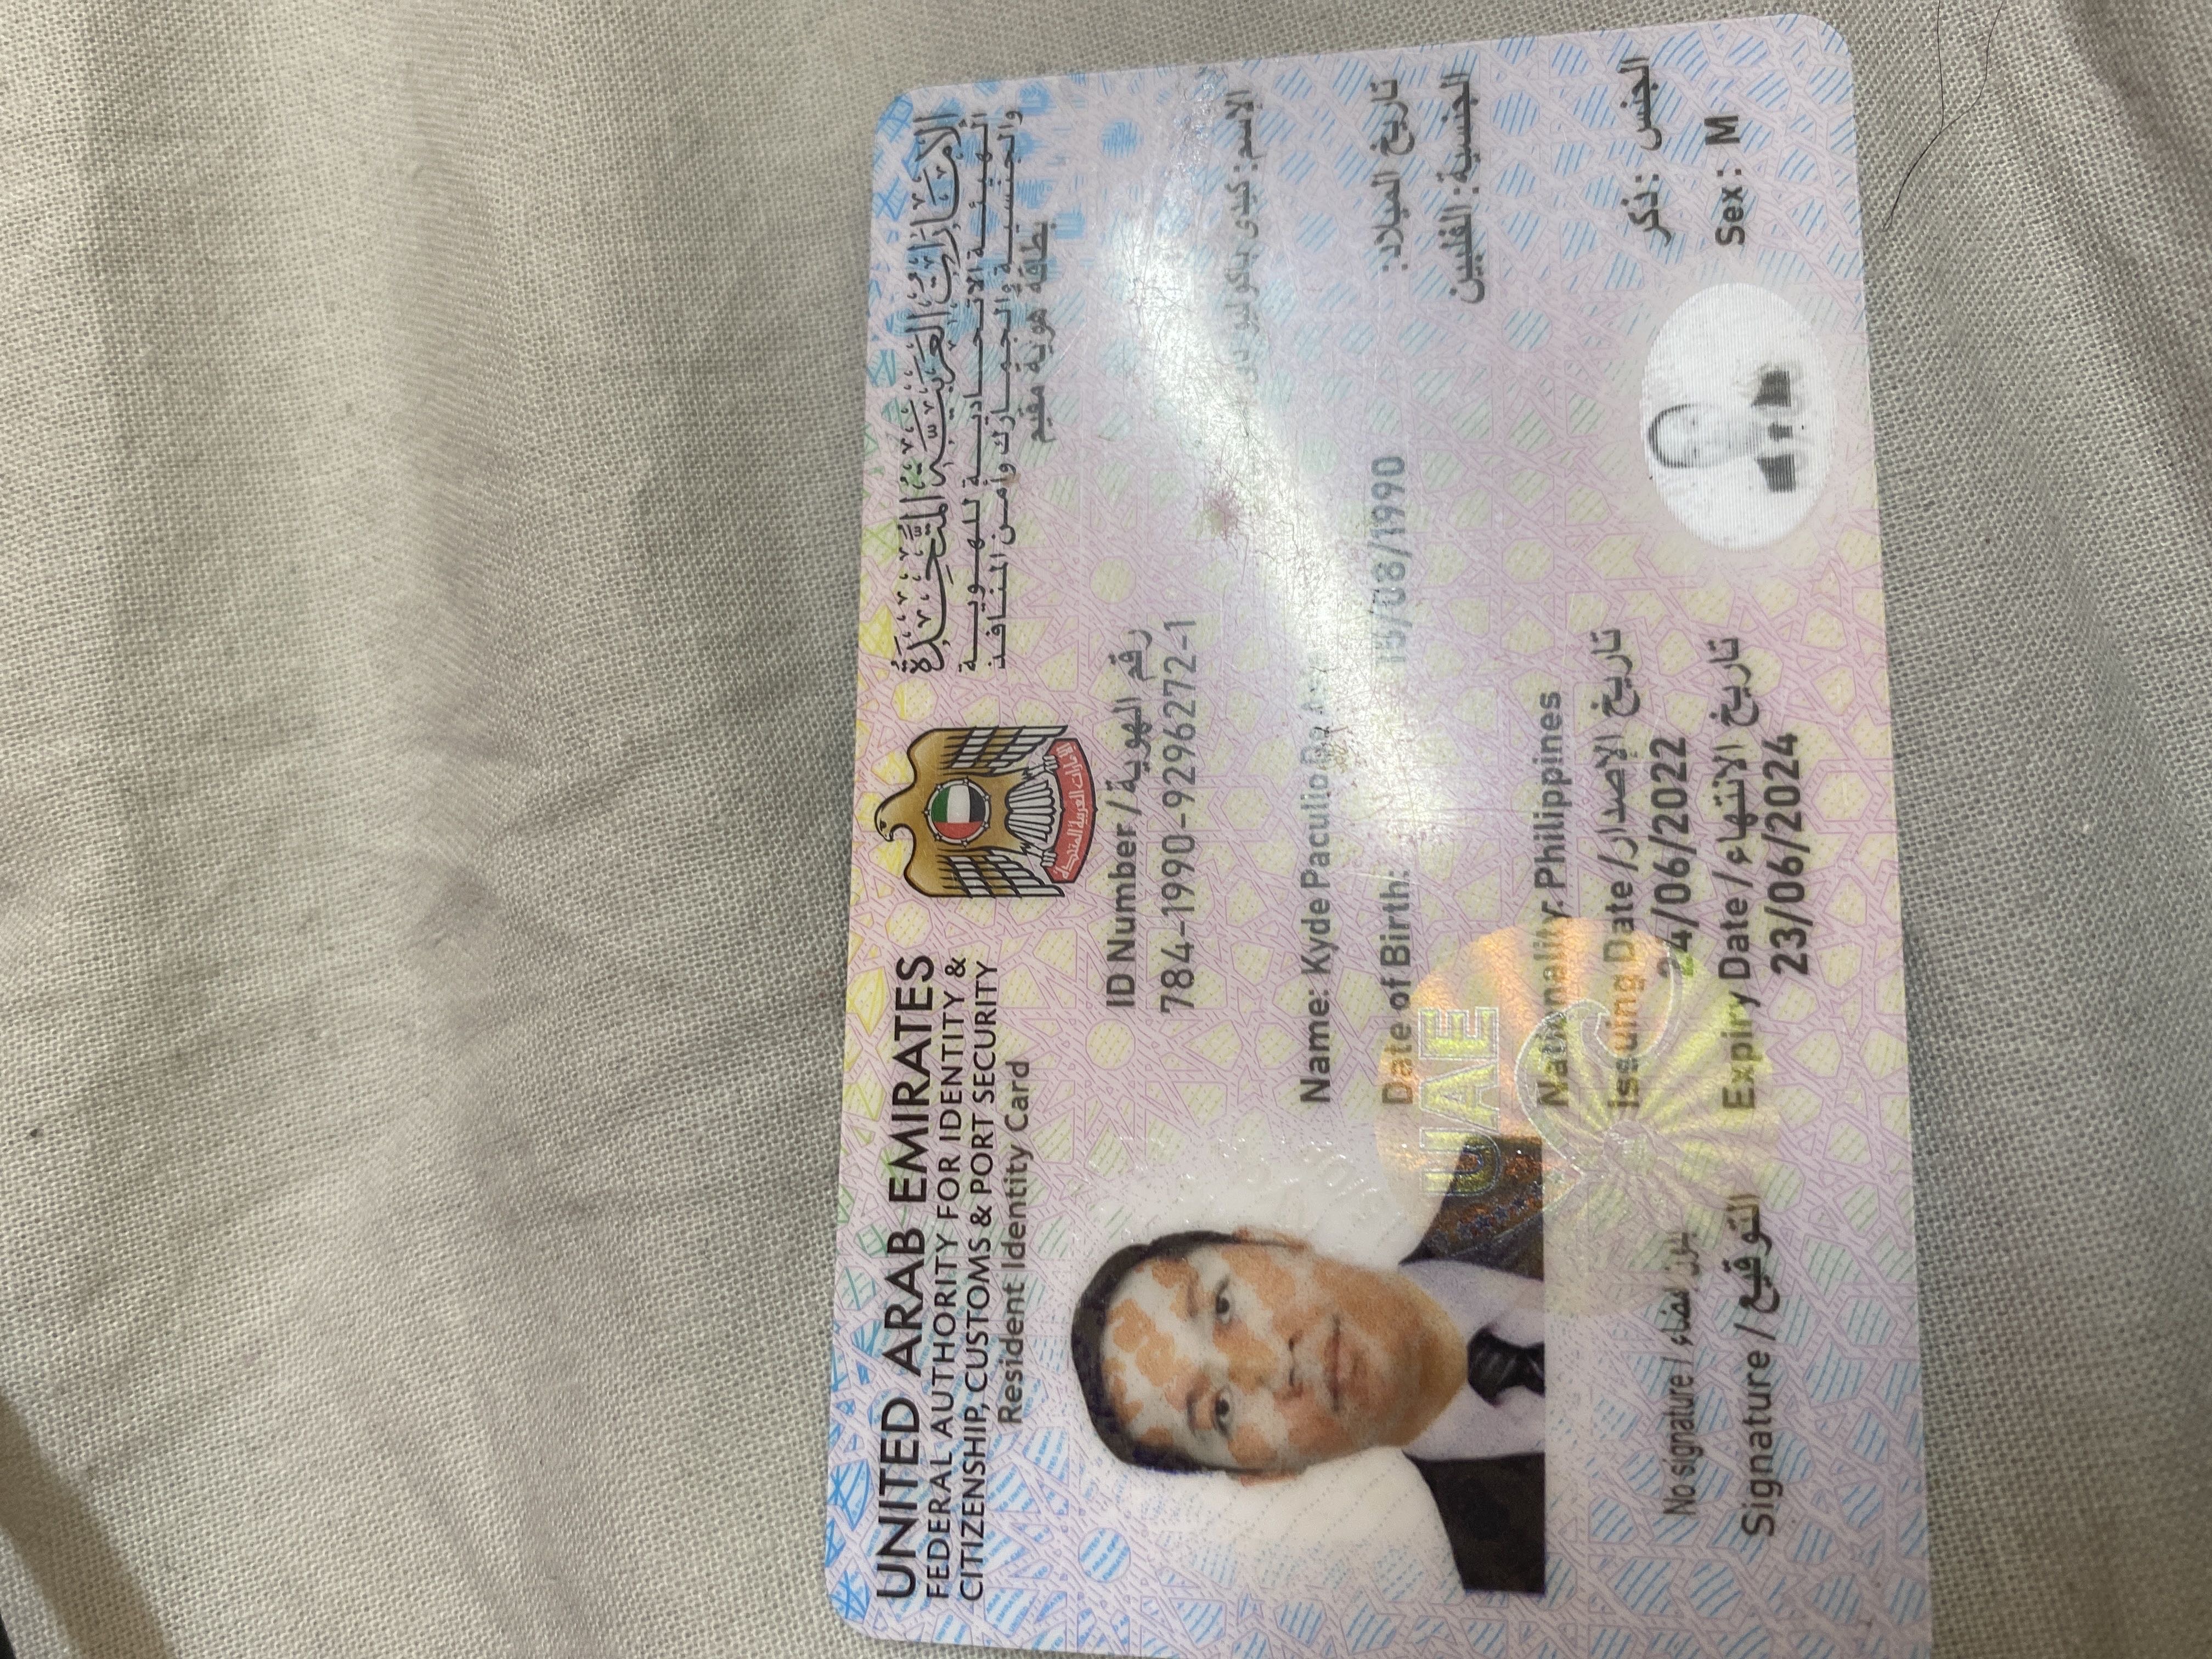 UNITED ARAB EMIRATES
FEDERAL AUTHORITY FOR IDENTITY &
CITIZENSHIP, CUSTOMS & PORT SECURITY
Resident Identity Card
الإمارات العربية المتحدة
الإمارات العربية المتحدة
الهيئة الاتحادية للهوية
والجنسية والجمارك وأمن المنافذ
بطاقة هوية مقيم
ID Number / رقم الهوية
784-1990-9296272-1
الإسم: كيدي باكوليو
Name: Kyde Paculio De
Date of Birth: /08/1990 تاريخ الميلاد:
الجنسية: الفلبين
UAE
Nationality: Philippines
Issuing Date / تاريخ الإصدار
24/06/2022
Expiry Date / تاريخ الانتهاء
23/06/2024
الجنس : ذكر
Sex: M
No signature / بدون إمضاء
Signature / التوقيع